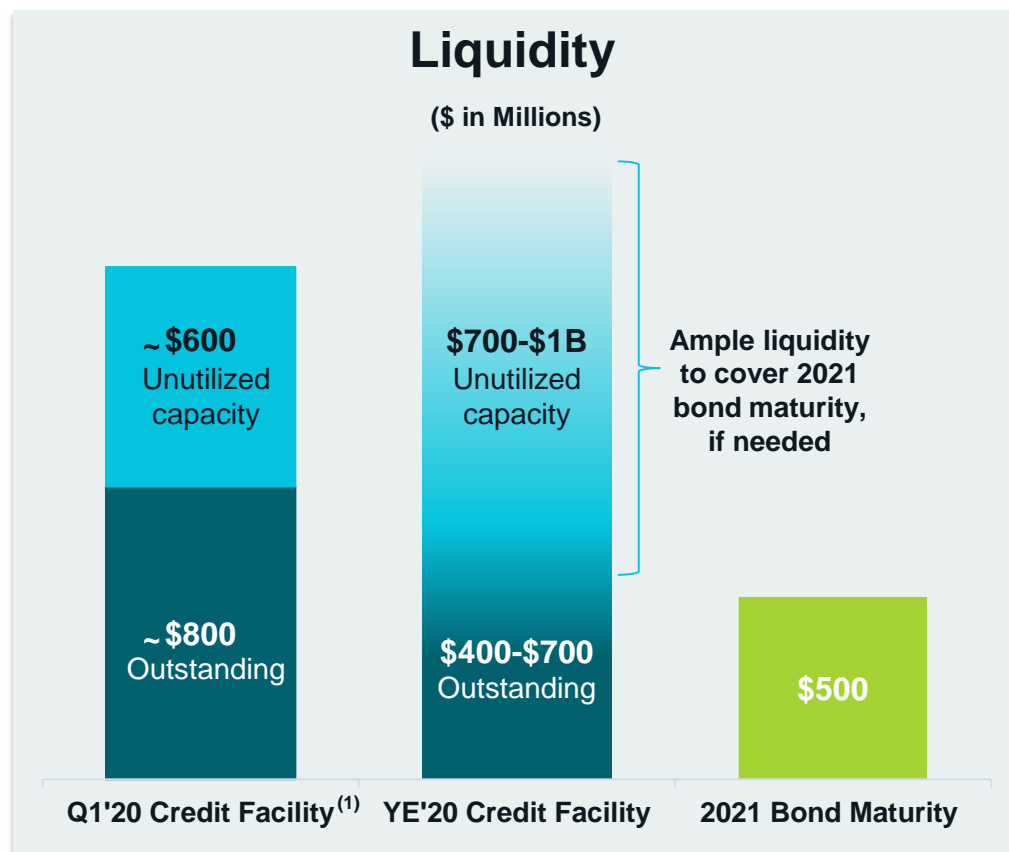 Liquidity
($ in Millions)
~$600
Unutilized
capacity
~$800
Outstanding
$700-$1B
Unutilized
capacity
$400-$700
Outstanding
Ample liquidity
to cover 2021
bond maturity,
if needed
$500
Q1'20 Credit Facility(1)
YE'20 Credit Facility
2021 Bond Maturity